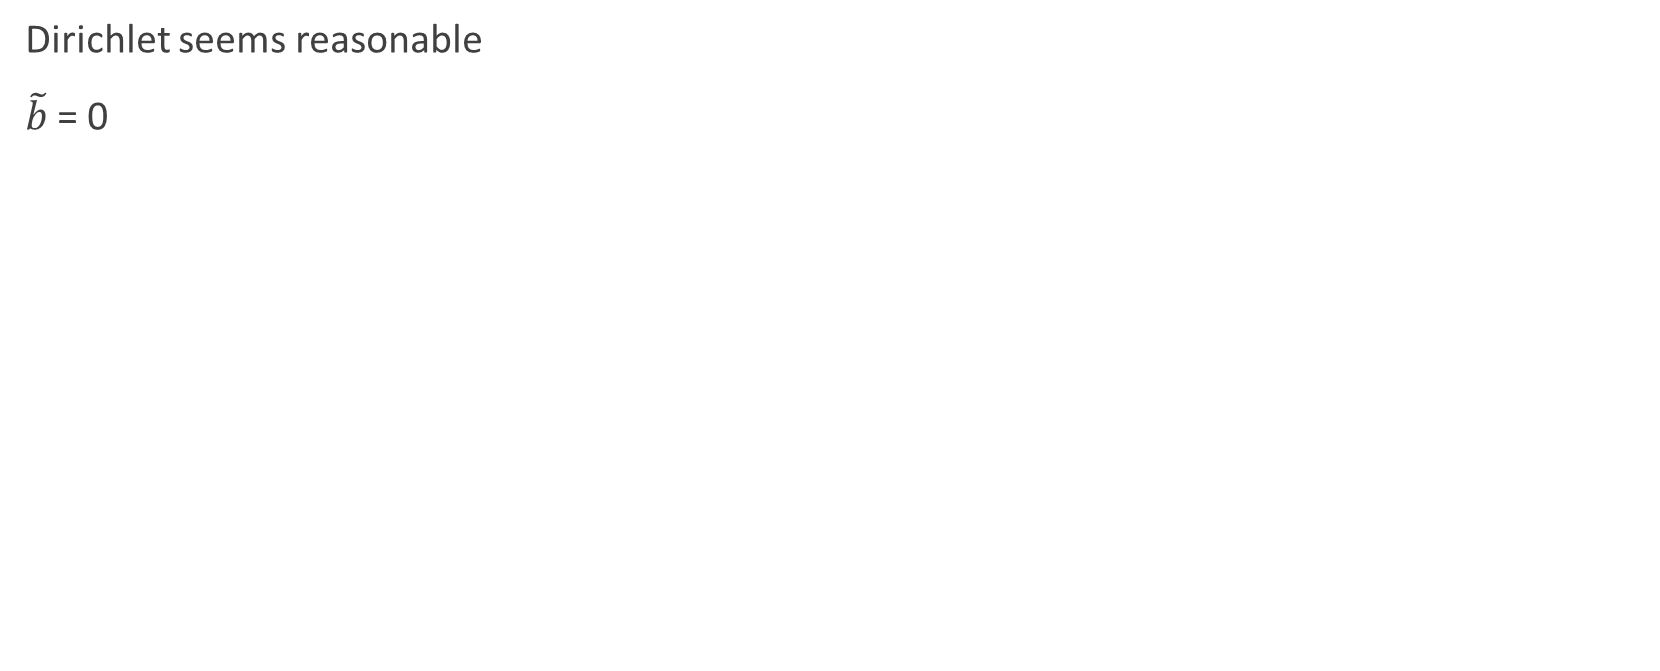 Dirichlet seems reasonable
b̃ = 0